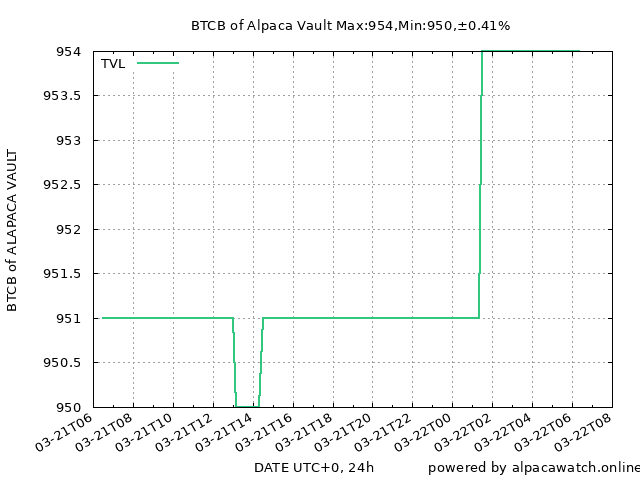 BTCB of Alpaca Vault Max:954,Min:950,±0.41%
TVL
954
953.5
953
952.5
952
951.5
951
950.5
950
BTCB of ALAPACA VAULT
03-21T06
03-21T08
03-21T10
03-21T12
03-21T14
03-21T16
03-21T18
03-21T20
03-21T22
03-22T00
03-22T02
03-22T04
03-22T06
03-22T08
DATE UTC+0, 24h
powered by alpacawatch.online